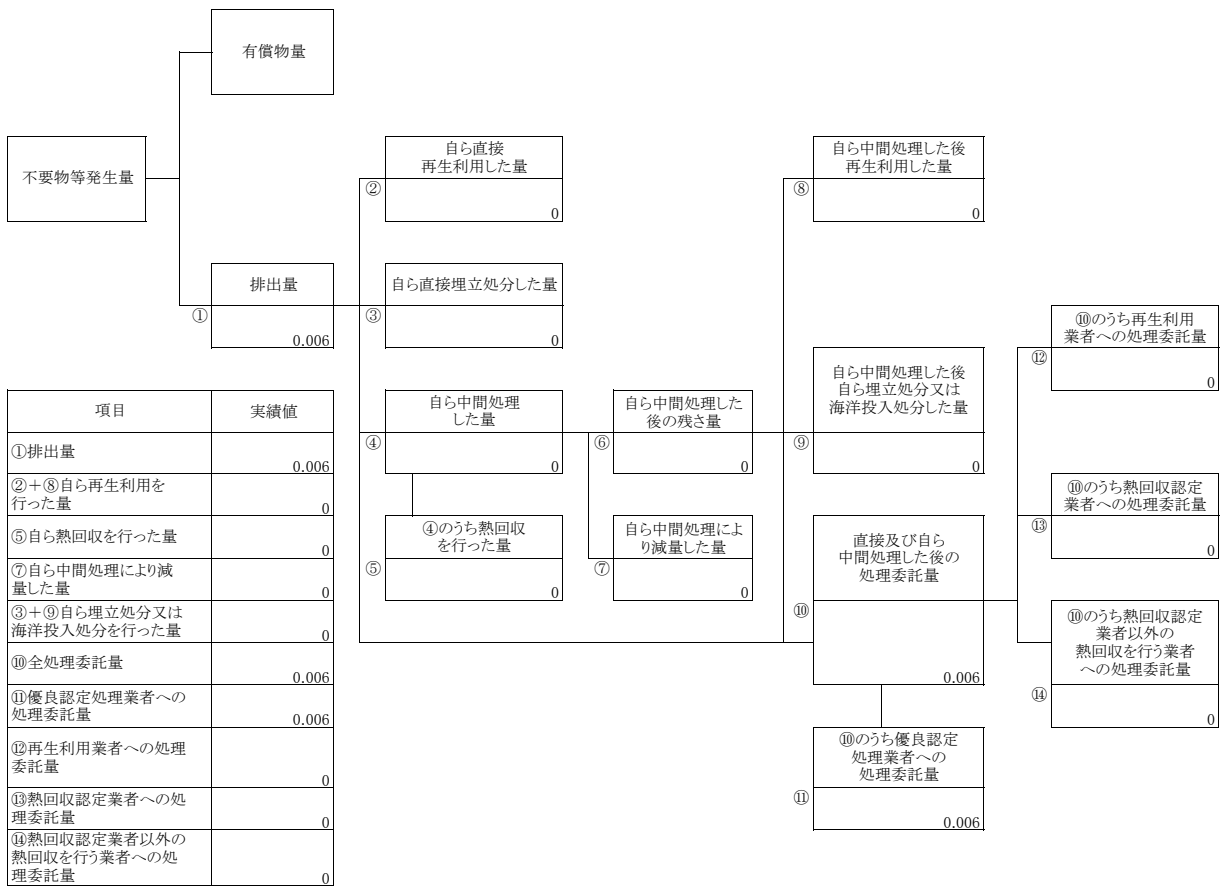 有償物量
不要物等発生量
自ら直接
再生利用した量
②
0
自ら中間処理した後
再生利用した量
⑧
0
排出量
①
0.006
自ら直接埋立処分した量
③
0
⑩のうち再生利用
業者への処理委託量
⑫
0
自ら中間処理
した量
④
0
自ら中間処理した
後の残さ量
⑥
0
自ら中間処理した後
自ら埋立処分又は
海洋投入処分した量
⑨
0
⑩のうち熱回収認定
業者への処理委託量
⑬
0
④のうち熱回収
を行った量
⑤
0
自ら中間処理によ
り減量した量
⑦
0
直接及び自ら
中間処理した後の
処理委託量
⑩
0.006
⑩のうち熱回収認定
業者以外の
熱回収を行う業者
への処理委託量
⑭
0
⑩のうち優良認定
処理業者への
処理委託量
⑪
0.006
項目 実績値
①排出量
0.006
②+⑧自ら再生利用を
行った量
0
⑤自ら熱回収を行った量
0
⑦自ら中間処理により減
量した量
0
③+⑨自ら埋立処分又は
海洋投入処分を行った量
0
⑩全処理委託量
0.006
⑪優良認定処理業者への
処理委託量
0.006
⑫再生利用業者への処理
委託量
0
⑬熱回収認定業者への処
理委託量
0
⑭熱回収認定業者以外の
熱回収を行う業者への処
理委託量
0